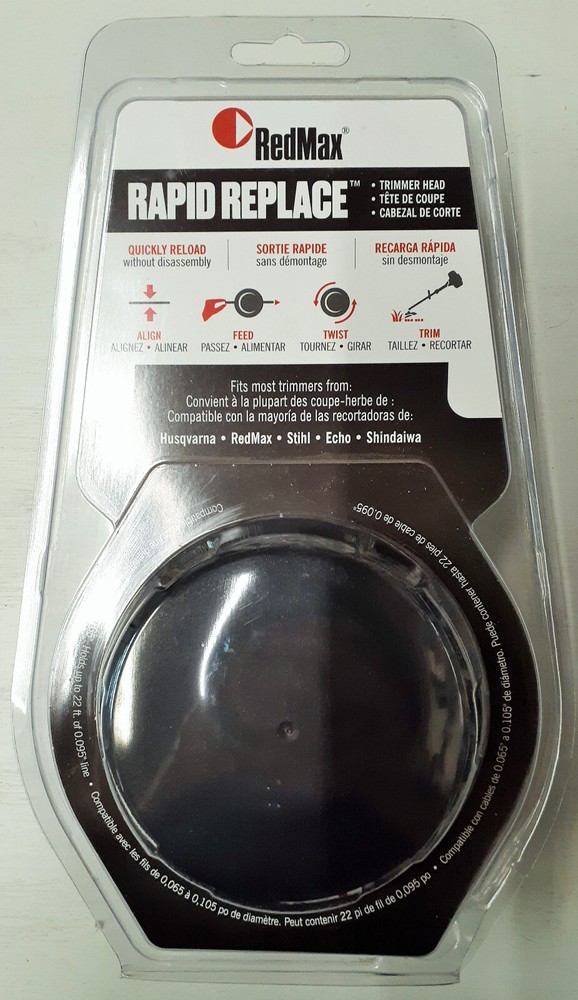 RedMax®
RAPID REPLACE™
• TRIMMER HEAD
• TÊTE DE COUPE
• CABEZAL DE CORTE
QUICKLY RELOAD
without disassembly
SORTIE RAPIDE
sans démontage
RECARGA RÁPIDA
sin desmontaje
ALIGN
ALIGNEZ • ALINEAR
FEED
PASSEZ • ALIMENTAR
TWIST
TOURNEZ • GIRAR
TRIM
TAILLEZ • RECORTAR
Fits most trimmers from:
Convient à la plupart des coupe-herbe de :
Compatible con la mayoría de las recortadoras de:
Husqvarna • RedMax • Stihl • Echo • Shindaiwa
Holds up to 22 ft. of 0.095" line • Compatible avec les fils de 0,065 à 0,105 po de diamètre. Peut contenir 22 pi de fil de 0,095 po • Compatible con cables de 0.065" a 0.105" de diámetro. Puede contener hasta 22 pies de cable de 0.095"